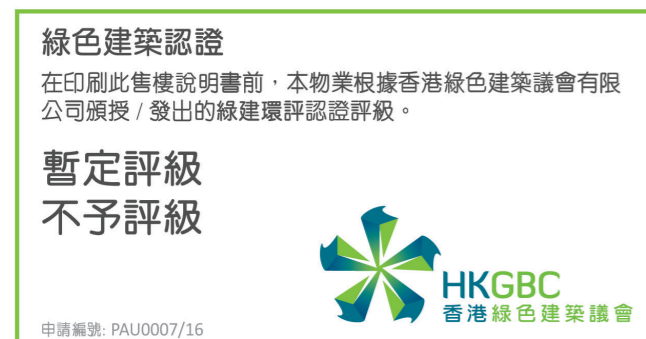 綠色建築認證
在印刷此售樓說明書前，本物業根據香港綠色建築議會有限
公司頒授 / 發出的綠建環評認證評級。
暫定評級
不予評級
HKGBC
香港綠色建築議會
申請編號: PAU0007/16